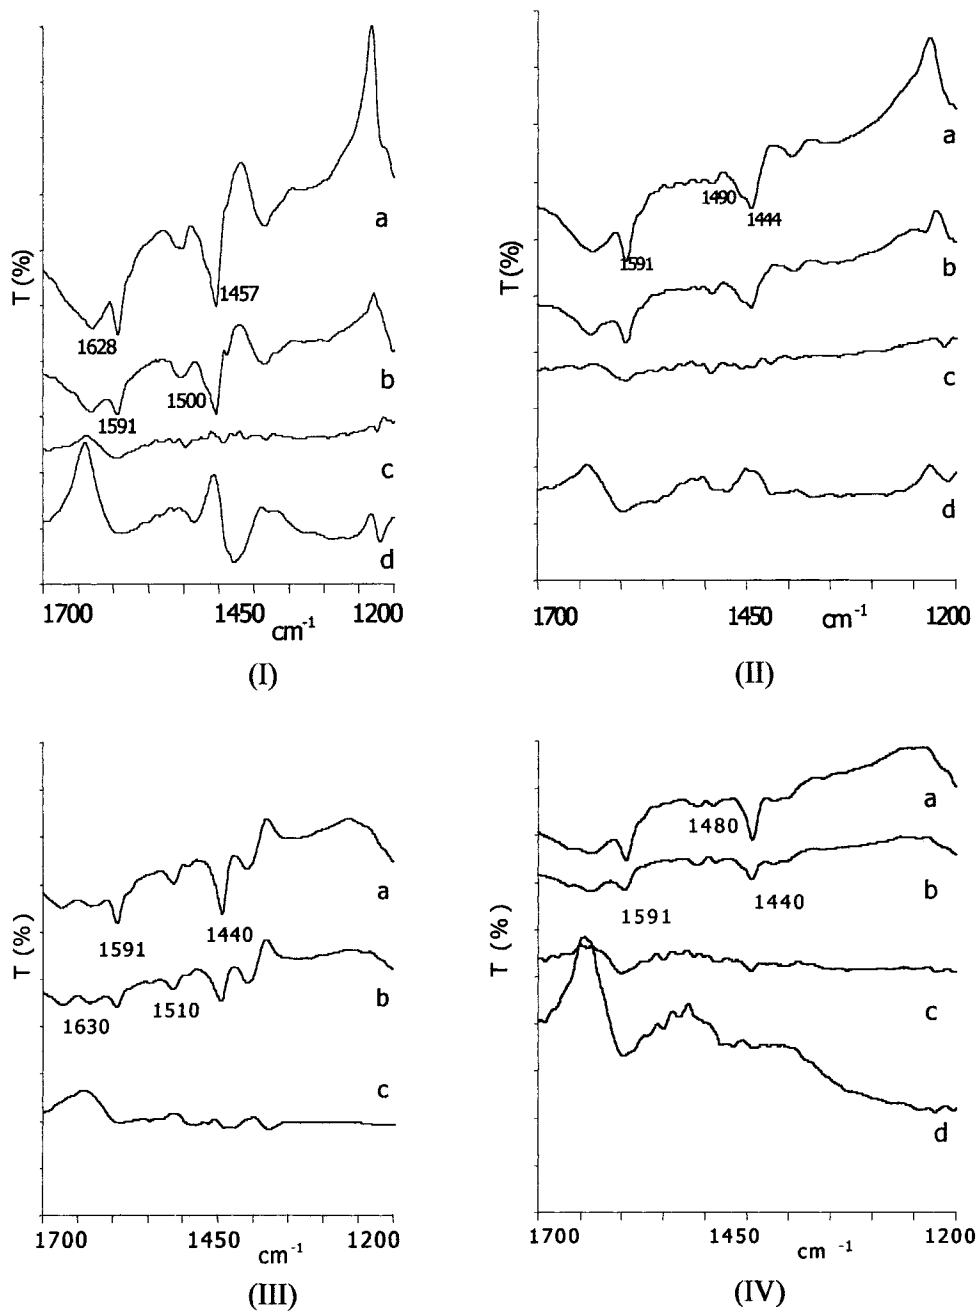 T (%)
a
1457
1628
b
1500
1591
c
d
1700 1450 1200
cm-1
(I)
T (%)
a
1490
1444
1591
b
c
d
1700 1450 cm -1 1200
(II)
T (%)
a
1591 1440
b
1630 1510
c
1700 1450 1200
cm -1
(III)
T (%)
a
1480
b
1591 1440
c
d
1700 1450 1200
cm -1
(IV)